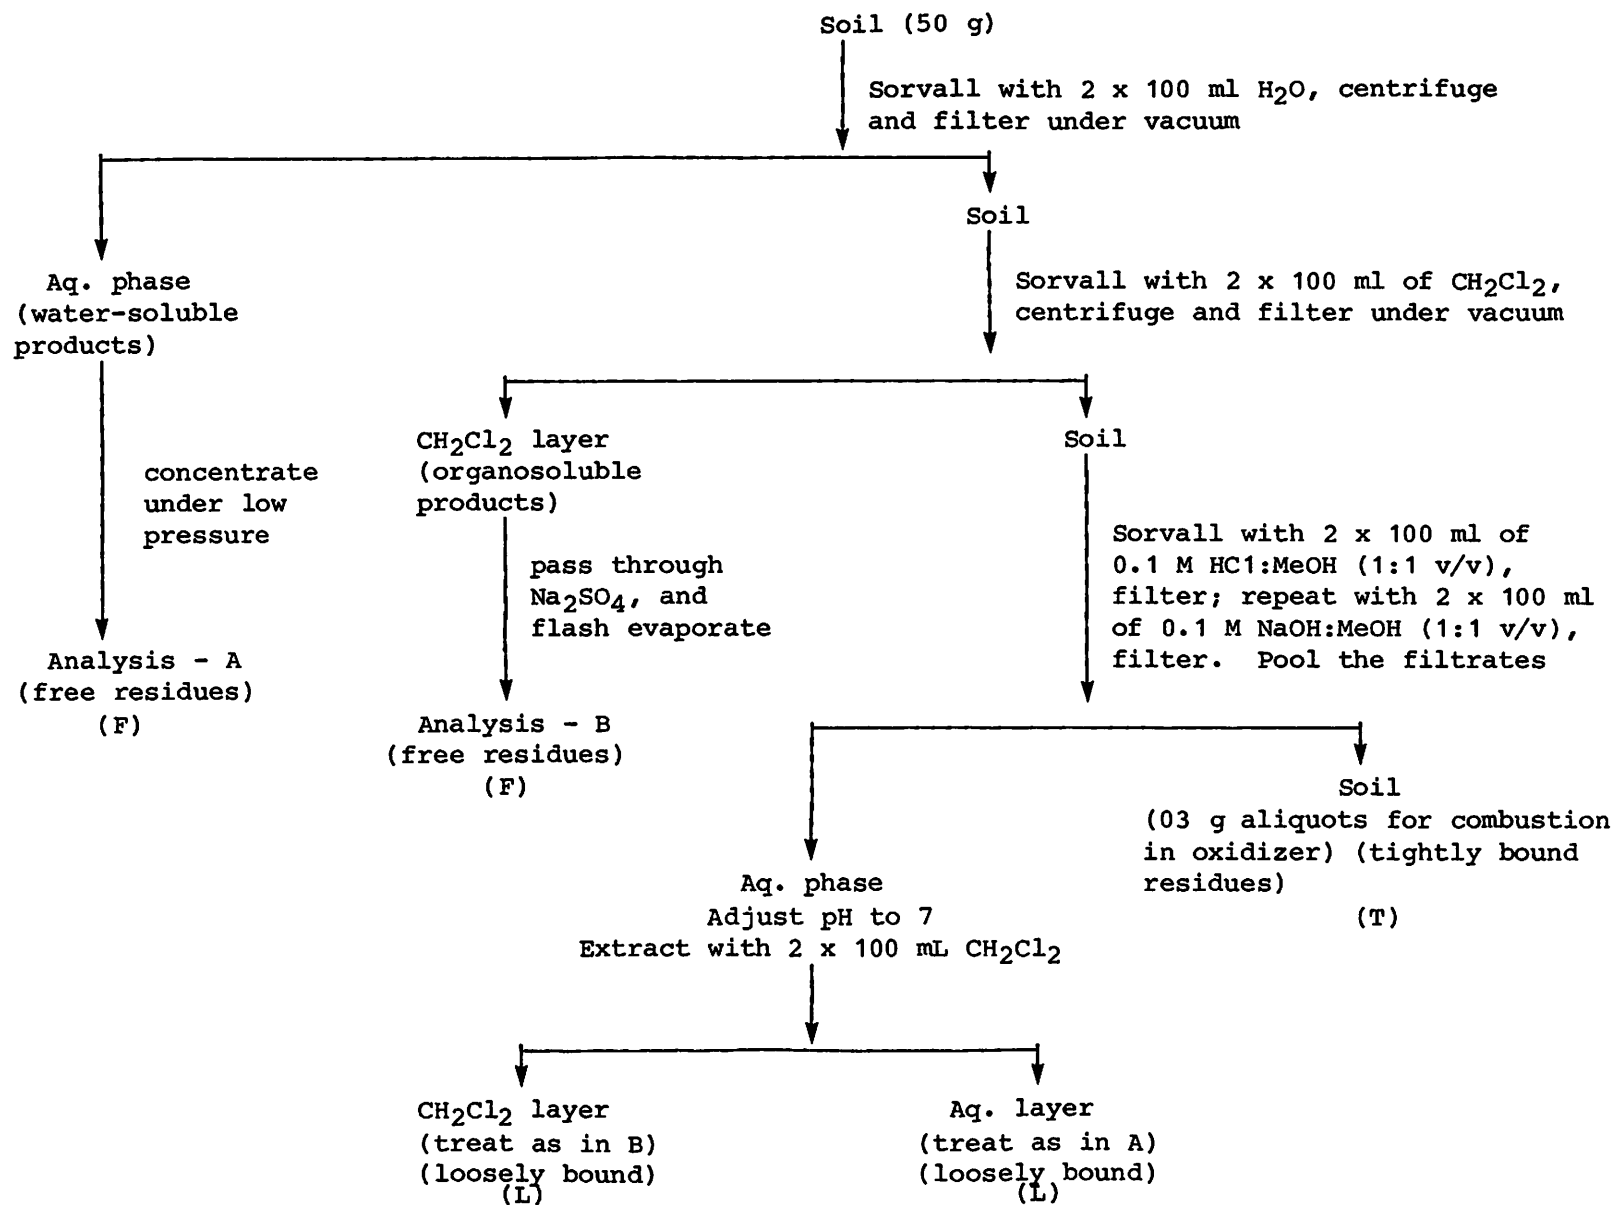 Soil (50 g)
Sorvall with 2 x 100 ml H2O, centrifuge
and filter under vacuum
Soil
Aq. phase
(water-soluble
products)
Sorvall with 2 x 100 ml of CH2Cl2,
centrifuge and filter under vacuum
concentrate
under low
pressure
CH2Cl2 layer
(organosoluble
products)
Soil
pass through
Na2SO4, and
flash evaporate
Sorvall with 2 x 100 ml of
0.1 M HCl:MeOH (1:1 v/v),
filter; repeat with 2 x 100 ml
of 0.1 M NaOH:MeOH (1:1 v/v),
filter. Pool the filtrates
Analysis - A
(free residues)
(F)
Analysis - B
(free residues)
(F)
Soil
(03 g aliquots for combustion
in oxidizer) (tightly bound
residues)
(T)
Aq. phase
Adjust pH to 7
Extract with 2 x 100 mL CH2Cl2
CH2Cl2 layer
(treat as in B)
(loosely bound)
(L)
Aq. layer
(treat as in A)
(loosely bound)
(L)